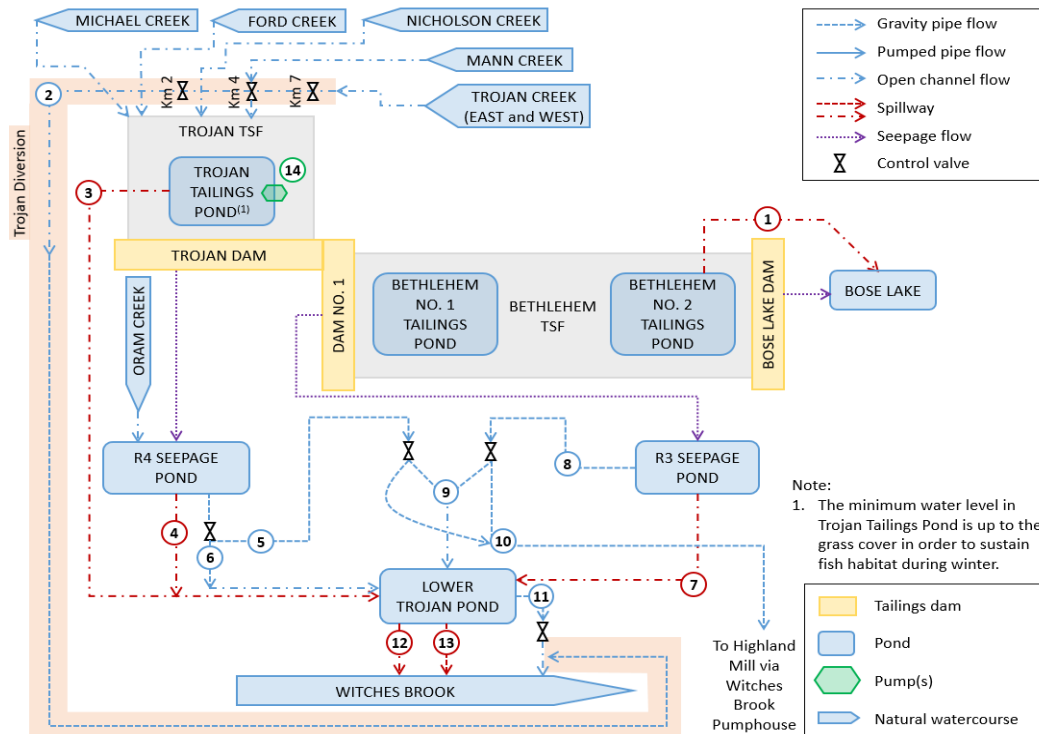 MICHAEL CREEK
FORD CREEK
NICHOLSON CREEK
MANN CREEK
TROJAN CREEK
(EAST and WEST)
Km 2
Km 4
Km 7
2
Trojan Diversion
TROJAN TSF
TROJAN
TAILINGS
POND(1)
14
3
TROJAN DAM
DAM NO. 1
BETHLEHEM
NO. 1
TAILINGS
POND
BETHLEHEM
TSF
BETHLEHEM
NO. 2
TAILINGS
POND
1
BOSE LAKE DAM
BOSE LAKE
ORAM CREEK
R4 SEEPAGE
POND
R3 SEEPAGE
POND
4
5
6
8
9
10
7
LOWER
TROJAN POND
11
12
13
WITCHES BROOK
To Highland
Mill via
Witches
Brook
Pumphouse
Gravity pipe flow
Pumped pipe flow
Open channel flow
Spillway
Seepage flow
Control valve
Note:
1. The minimum water level in
Trojan Tailings Pond is up to the
grass cover in order to sustain
fish habitat during winter.
Tailings dam
Pond
Pump(s)
Natural watercourse